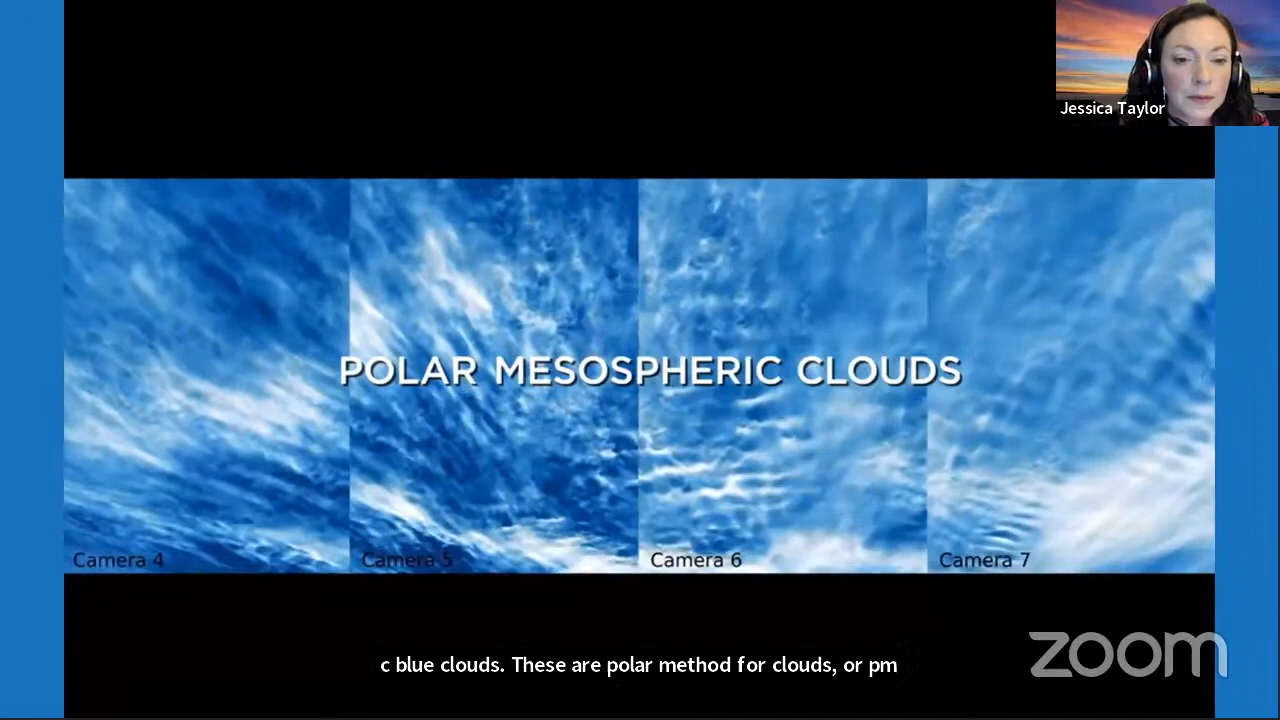 Jessica Taylor
POLAR MESOSPHERIC CLOUDS
Camera 4
Camera 5
Camera 6
Camera 7
c blue clouds. These are polar method for clouds, or pm
zoom